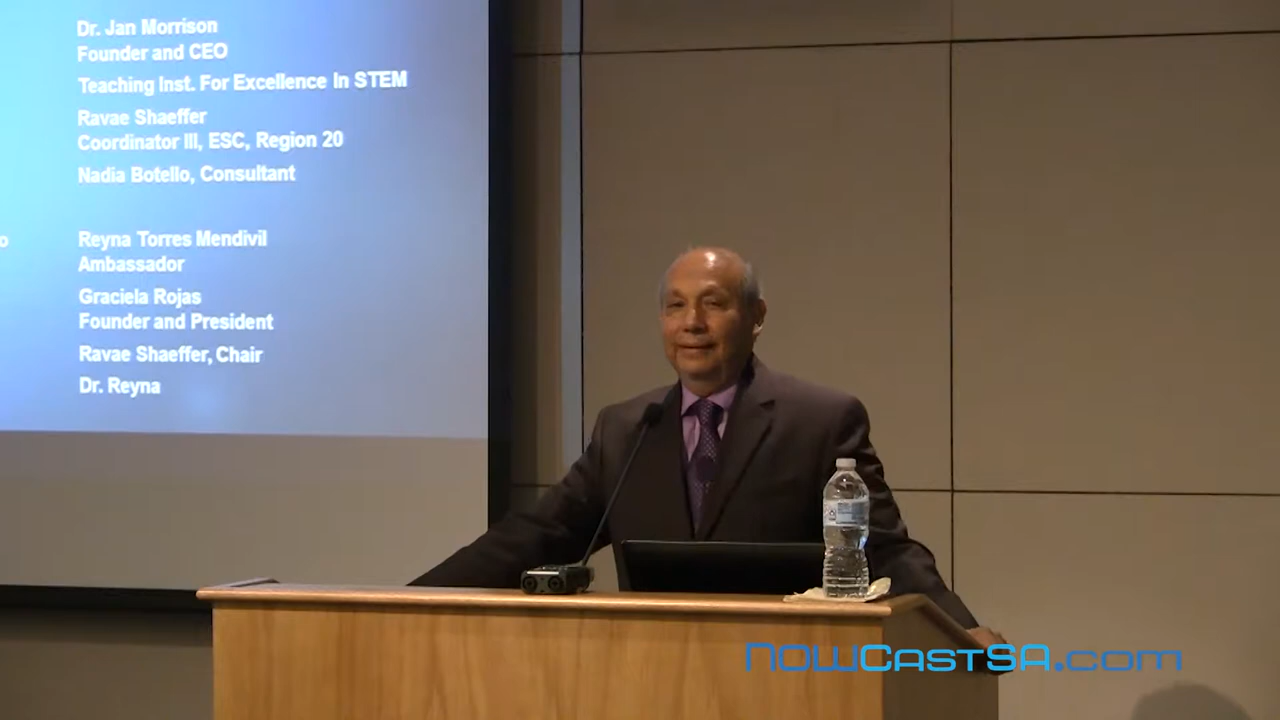 Dr. Jan Morrison
Founder and CEO
Teaching Inst. For Excellence In STEM
Ravae Shaeffer
Coordinator III, ESC, Region 20
Nadia Botello, Consultant
o
Reyna Torres Mendivil
Ambassador
Graciela Rojas
Founder and President
Ravae Shaeffer, Chair
Dr. Reyna
NOWCastSA.com